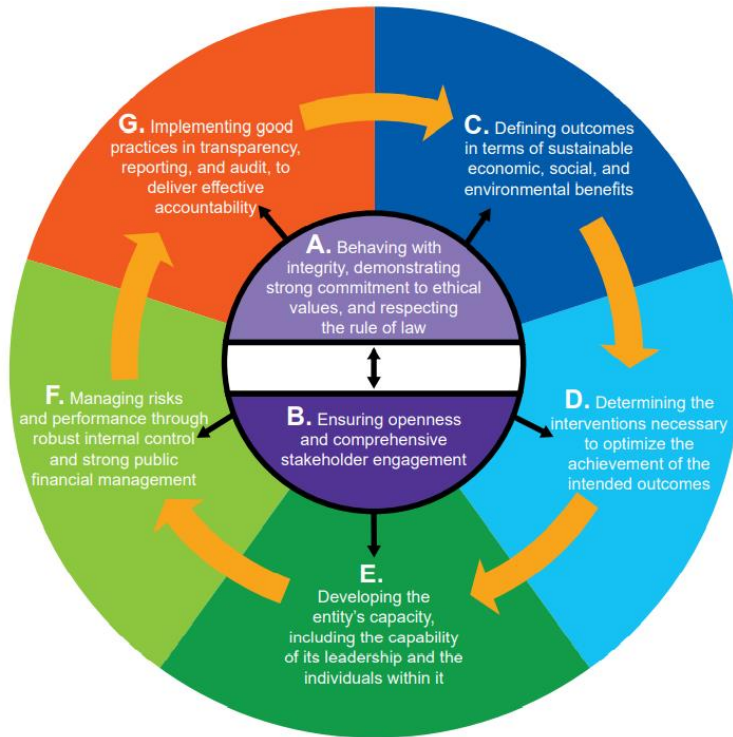 G. Implementing good
practices in transparency,
reporting, and audit, to
deliver effective
accountability
C. Defining outcomes
in terms of sustainable
economic, social, and
environmental benefits
A. Behaving with
integrity, demonstrating
strong commitment to ethical
values, and respecting
the rule of law
F. Managing risks
and performance through
robust internal control
and strong public
financial management
B. Ensuring openness
and comprehensive
stakeholder engagement
D. Determining the
interventions necessary
to optimize the
achievement of the
intended outcomes
E.
Developing the
entity's capacity,
including the capability
of its leadership and the
individuals within it